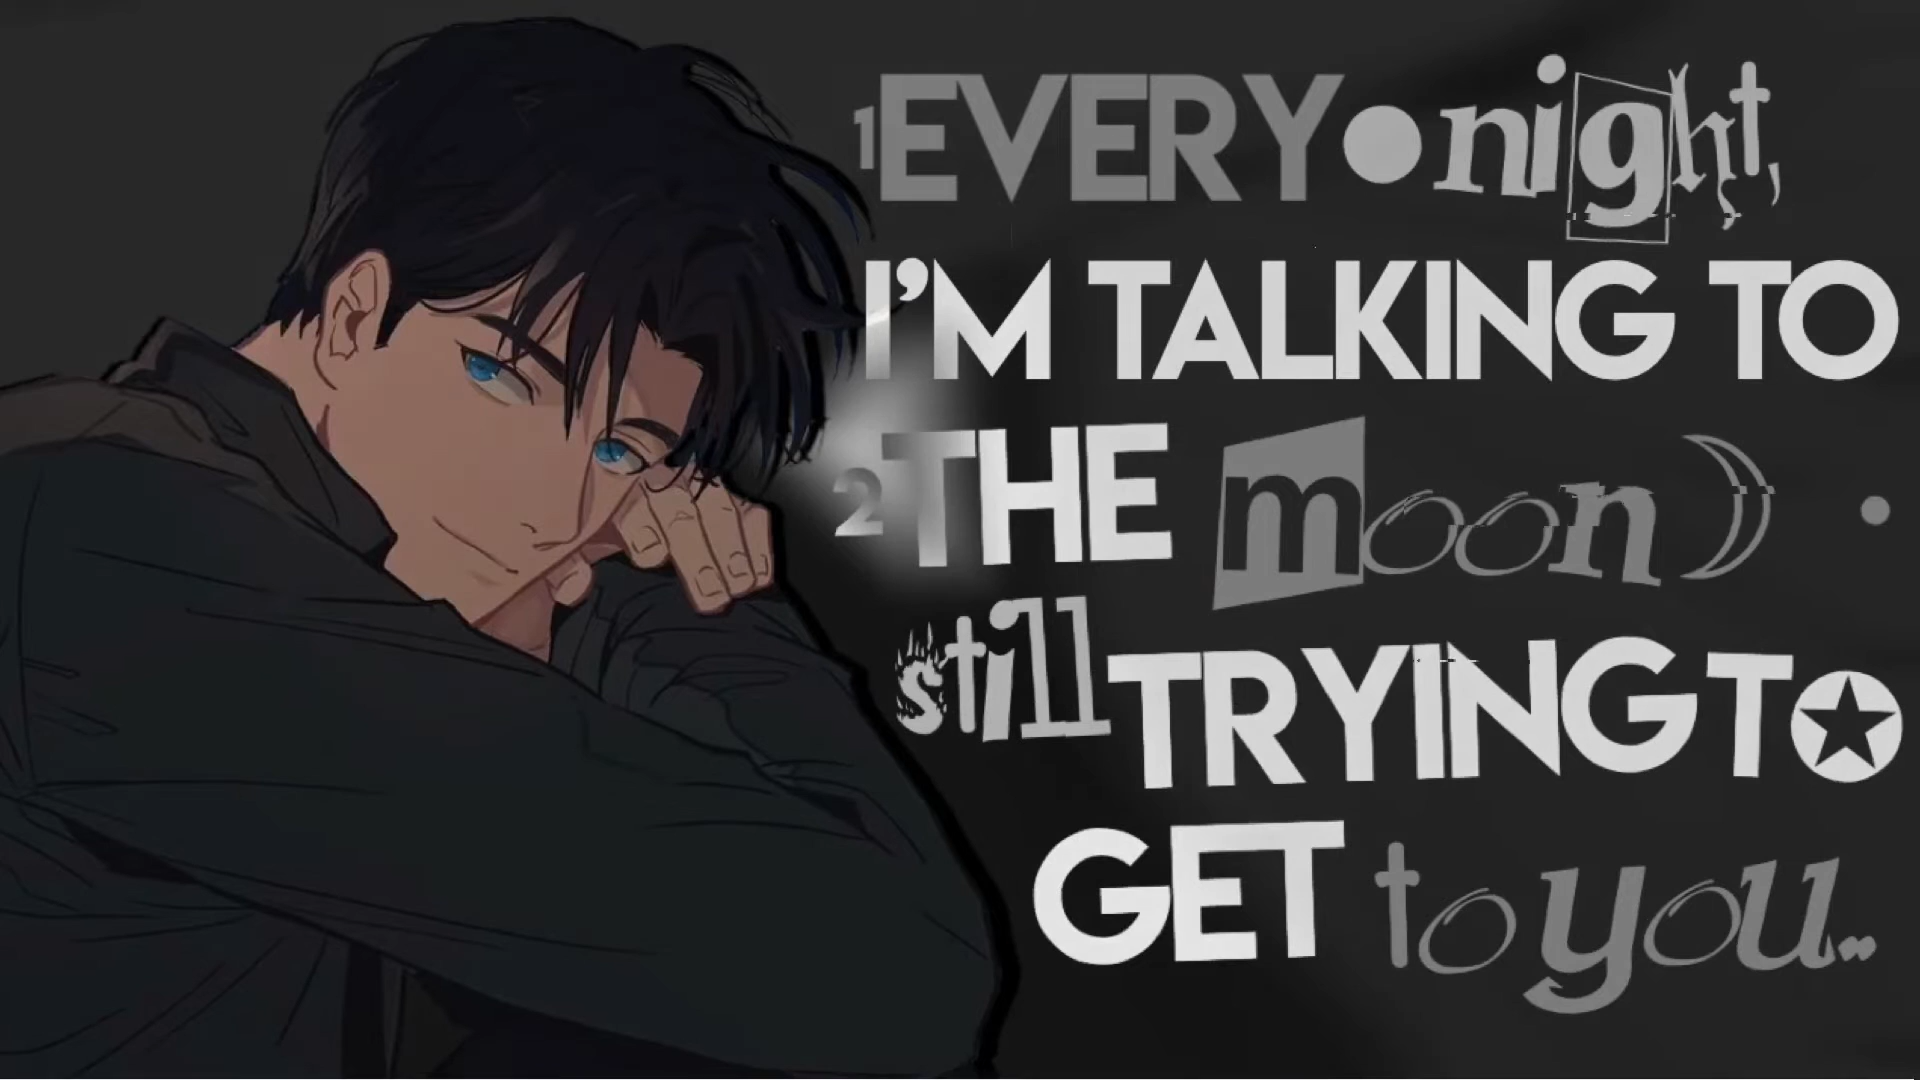 1EVERY night,
I'M TALKING TO
2THE moon
still TRYING TO
GET to you..